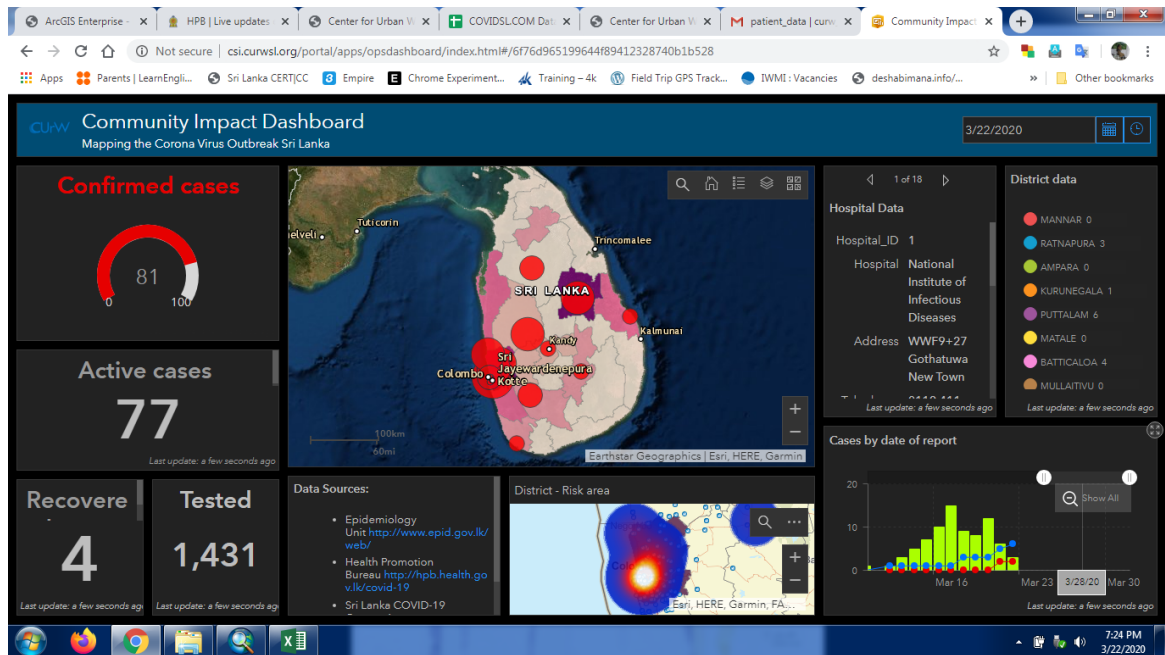 ArcGIS Enterprise -
HPB | Live updates
Center for Urban W
COVIDSL.COM Dat
Center for Urban W
patient_data | curw
Community Impact
Not secure | csi.curwsl.org/portal/apps/opsdashboard/index.html#/6f76d965199644f89412328740b1b528
Apps
Parents | LearnEngli...
Sri Lanka CERT|CC
Empire
Chrome Experiment...
Training – 4k
Field Trip GPS Track...
IWMI : Vacancies
deshabimana.info/...
»
Other bookmarks
CUrW
Community Impact Dashboard
Mapping the Corona Virus Outbreak Sri Lanka
3/22/2020
Confirmed cases
81
0
100
Active cases
77
Last update: a few seconds ago
Recovere
4
Last update: a few seconds ag
Tested
1,431
Last update: a few seconds ago
Tuticorin
elveli
Trincomalee
SRI LANKA
Kalmunai
Kandy
Sri
Jayewardenepura
Kotte
Colombo
100km
60mi
+
−
Earthstar Geographics | Esri, HERE, Garmin
Data Sources:
• Epidemiology
Unit http://www.epid.gov.lk/
web/
• Health Promotion
Bureau http://hpb.health.go
v.lk/covid-19
• Sri Lanka COVID-19
District - Risk area
+
−
Esri, HERE, Garmin, FA...
1 of 18
Hospital Data
Hospital_ID 1
Hospital National
Institute of
Infectious
Diseases
Address WWF9+27
Gothatuwa
New Town
Last update: a few seconds ago
District data
MANNAR 0
RATNAPURA 3
AMPARA 0
KURUNEGALA 1
PUTTALAM 6
MATALE 0
BATTICALOA 4
MULLAITIVU 0
Last update: a few seconds ago
Cases by date of report
Show All
20
10
0
Mar 16
Mar 23
3/28/20
Mar 30
Last update: a few seconds ago
7:24 PM
3/22/2020